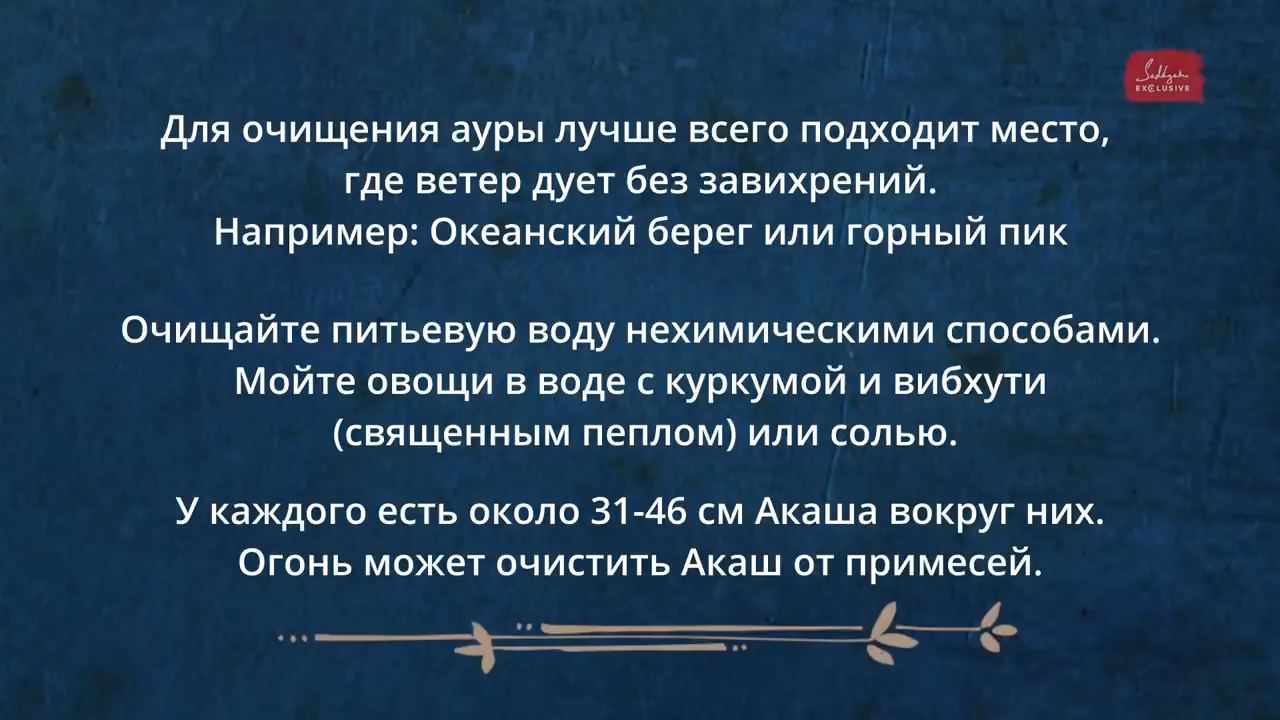 Sadhguru
EXCLUSIVE
Для очищения ауры лучше всего подходит место,
где ветер дует без завихрений.
Например: Океанский берег или горный пик
Очищайте питьевую воду нехимическими способами.
Мойте овощи в воде с куркумой и вибхути
(священным пеплом) или солью.
У каждого есть около 31-46 см Акаша вокруг них.
Огонь может очистить Акаш от примесей.